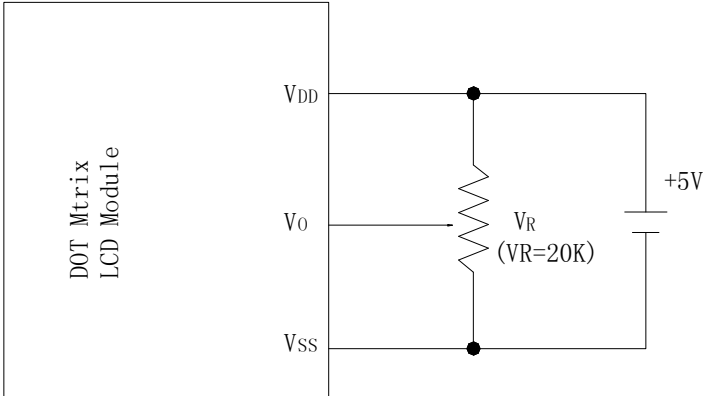 VDD
DOT Mtrix
LCD Module
VO
VSS
VR
(VR=20K)
+5V